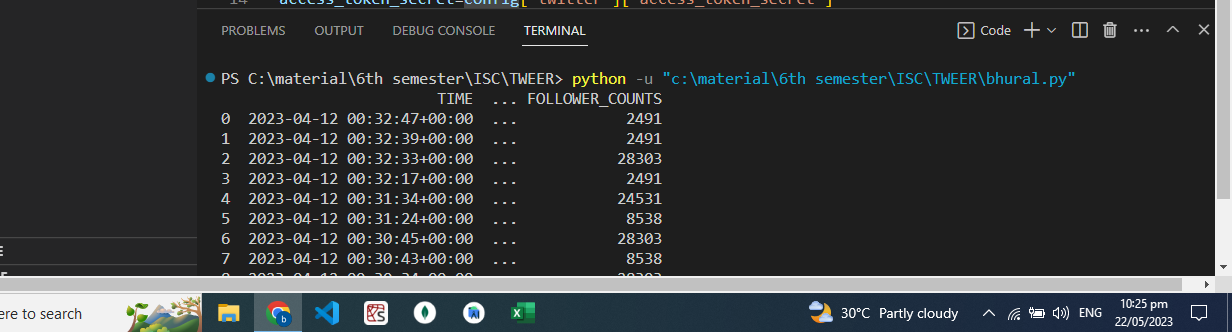 14 access_token_secret=config['twitter']['access_token_secret']
PROBLEMS OUTPUT DEBUG CONSOLE TERMINAL Code
PS C:\material\6th semester\ISC\TWEER> python -u "c:\material\6th semester\ISC\TWEER\bhural.py"
TIME ... FOLLOWER_COUNTS
0 2023-04-12 00:32:47+00:00 ... 2491
1 2023-04-12 00:32:39+00:00 ... 2491
2 2023-04-12 00:32:33+00:00 ... 28303
3 2023-04-12 00:32:17+00:00 ... 2491
4 2023-04-12 00:31:34+00:00 ... 24531
5 2023-04-12 00:31:24+00:00 ... 8538
6 2023-04-12 00:30:45+00:00 ... 28303
7 2023-04-12 00:30:43+00:00 ... 8538
ere to search
30°C Partly cloudy
ENG
10:25 pm
22/05/2023